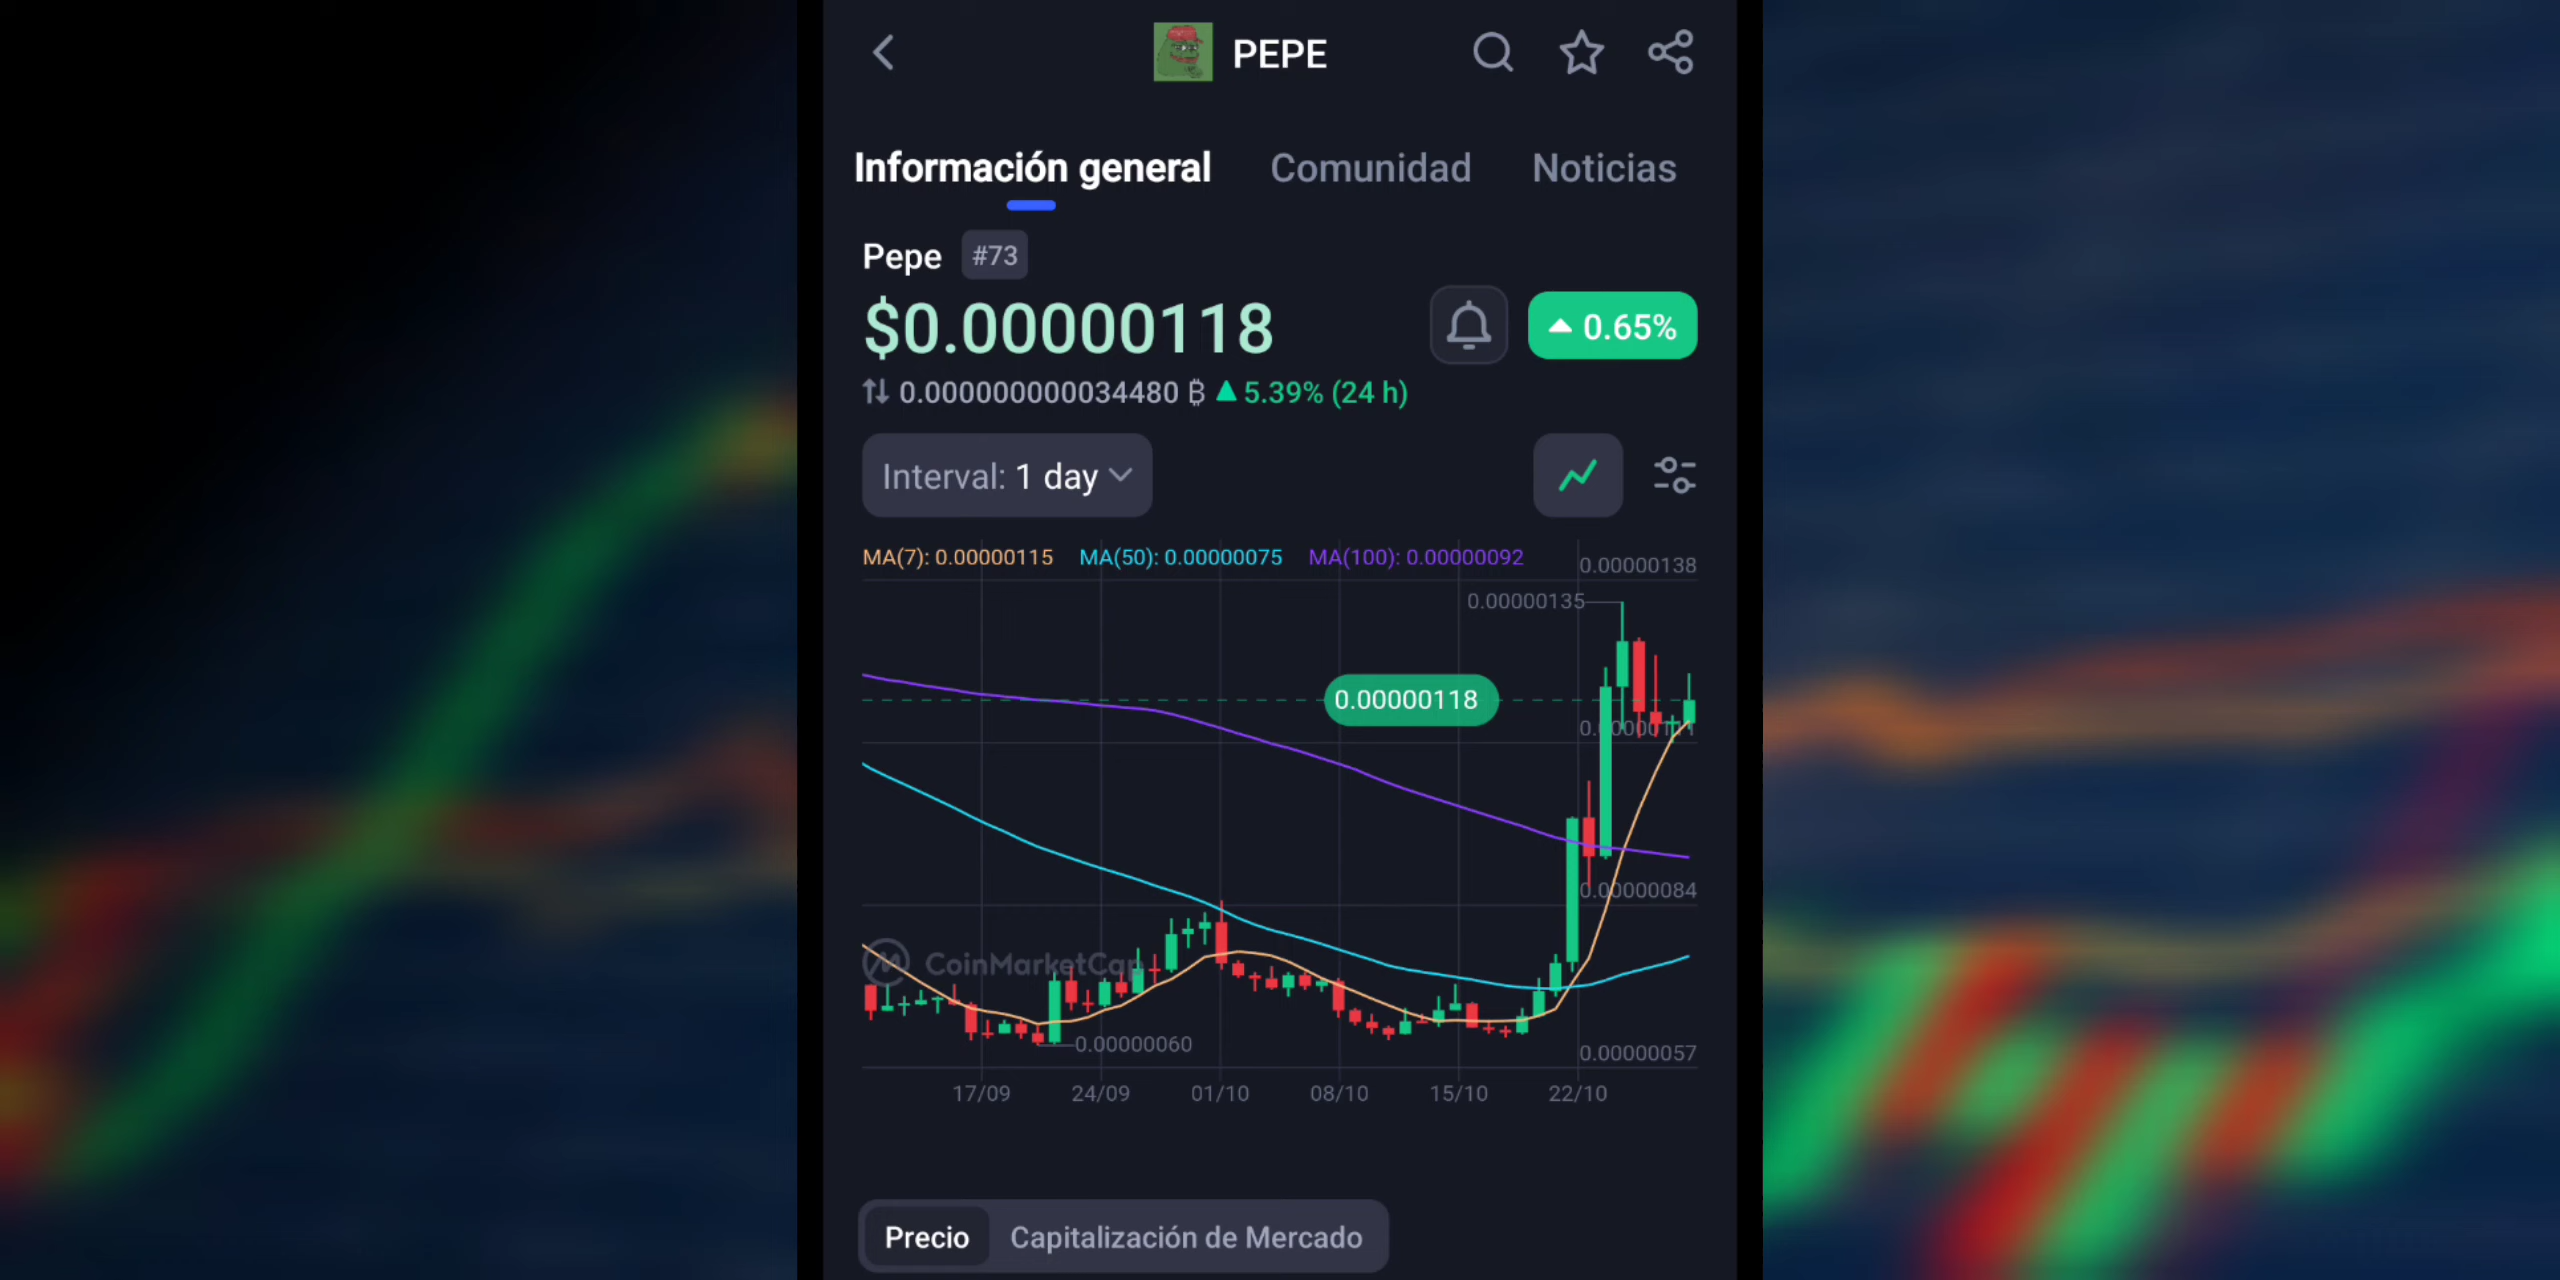 PEPE
Información general Comunidad Noticias
Pepe #73
$0.00000118
0.65%
0.000000000034480 ₿ 5.39% (24 h)
Interval: 1 day
MA(7): 0.00000115 MA(50): 0.00000075 MA(100): 0.00000092
0.00000138
0.00000135
0.00000118
0.00000111
0.00000084
CoinMarketCap
0.00000060
0.00000057
17/09 24/09 01/10 08/10 15/10 22/10
Precio Capitalización de Mercado